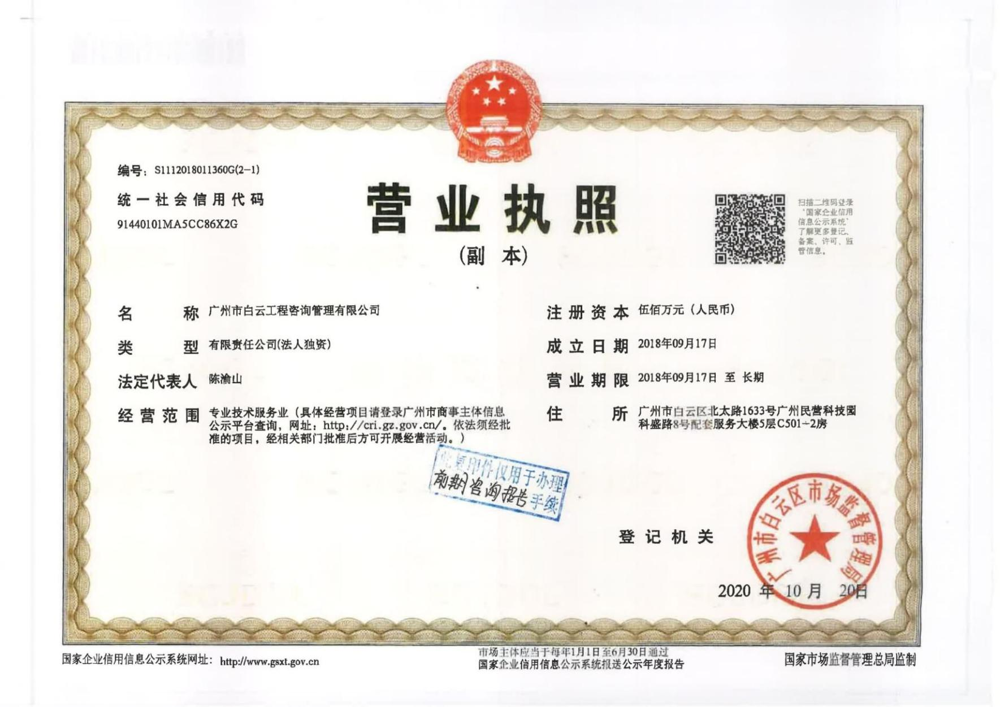 编号：S1112018011360G(2-1)
统一社会信用代码
91440101MA5CC86X2G
营业执照
（副 本）
扫描二维码登录
‘国家企业信用
信息公示系统’
了解更多登记、
备案、许可、监
管信息。
名 称 广州市白云工程咨询管理有限公司
类 型 有限责任公司(法人独资)
法定代表人 陈渝山
经营范围 专业技术服务业（具体经营项目请登录广州市商事主体信息
公示平台查询，网址：http://cri.gz.gov.cn/。依法须经批
准的项目，经相关部门批准后方可开展经营活动。）
注册资本 伍佰万元（人民币）
成立日期 2018年09月17日
营业期限 2018年09月17日 至 长期
住 所 广州市白云区北太路1633号广州民营科技园
科盛路8号配套服务大楼5层C501-2房
此复印件仅用于办理
前期咨询报告手续
登记机关
广州市白云区市场监督管理局
2020 年 10 月 20日
国家企业信用信息公示系统网址：http://www.gsxt.gov.cn
市场主体应当于每年1月1日至6月30日通过
国家企业信用信息公示系统报送公示年度报告
国家市场监督管理总局监制